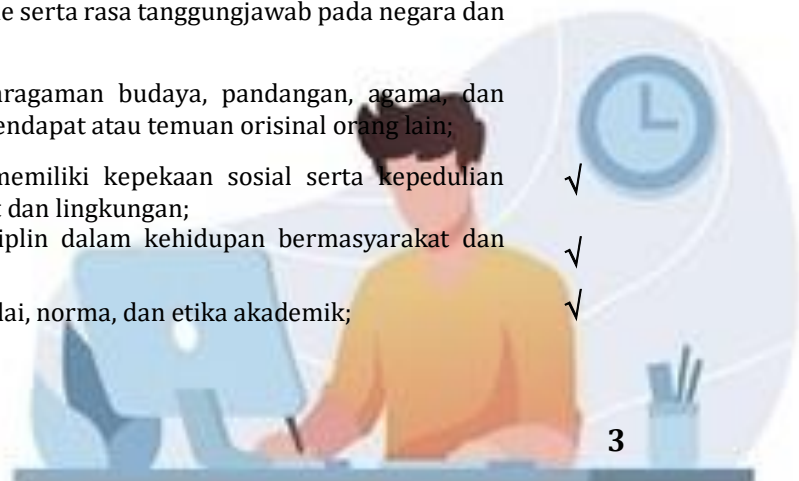 e serta rasa tanggungjawab pada negara dan
ragaman budaya, pandangan, agama, dan
endapat atau temuan orisinal orang lain;
memiliki kepekaan sosial serta kepedulian √
t dan lingkungan;
iplin dalam kehidupan bermasyarakat dan √
lai, norma, dan etika akademik; √
3